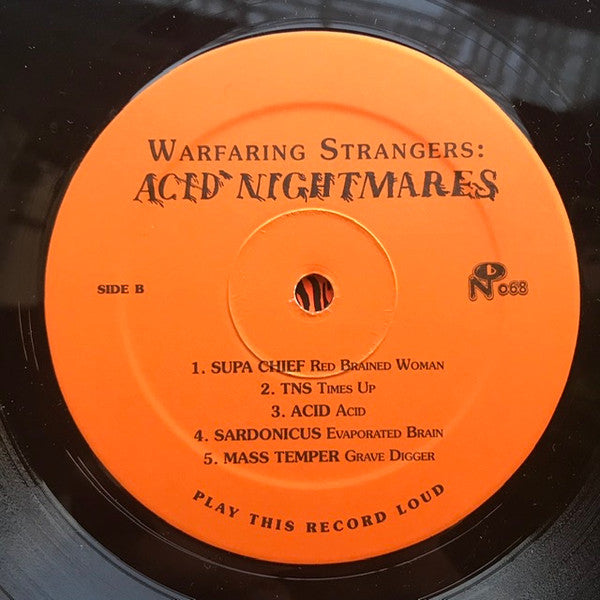 WARFARING STRANGERS:
ACID NIGHTMARES
SIDE B
N b 068
1. SUPA CHIEF RED BRAINED WOMAN
2. TNS TIMES UP
3. ACID ACID
4. SARDONICUS EVAPORATED BRAIN
5. MASS TEMPER GRAVE DIGGER
PLAY THIS RECORD LOUD